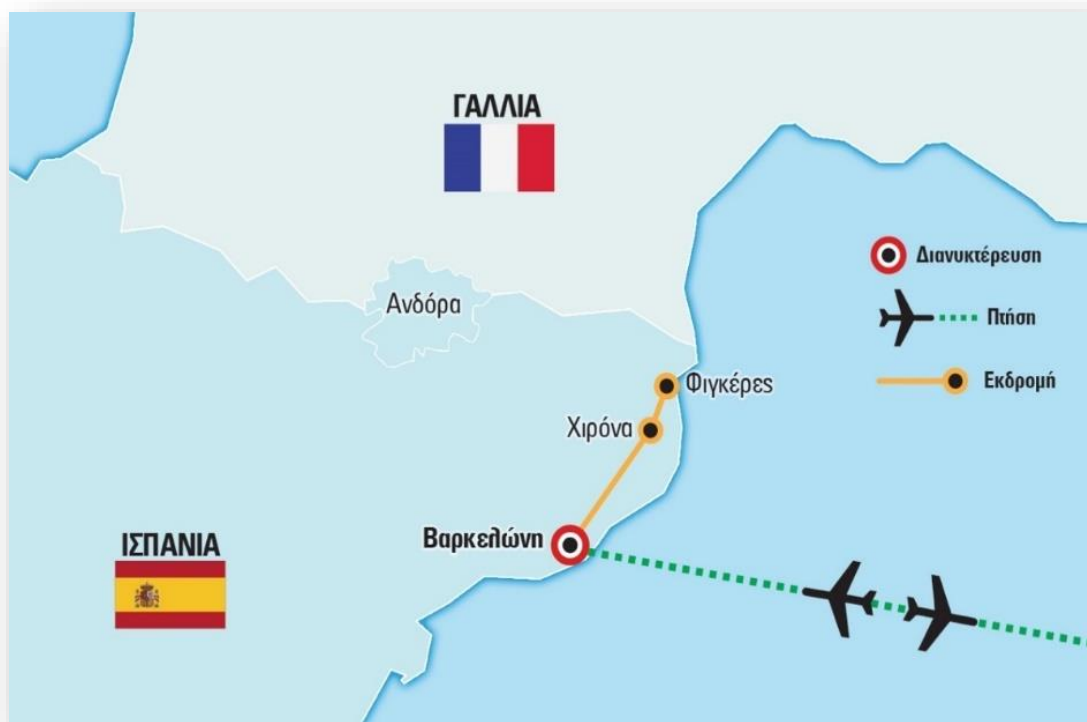 ΓΑΛΛΙΑ
Διανυκτέρευση
Ανδόρα
Πτήση
Εκδρομή
Φιγκέρες
Χιρόνα
Βαρκελώνη
ΙΣΠΑΝΙΑ